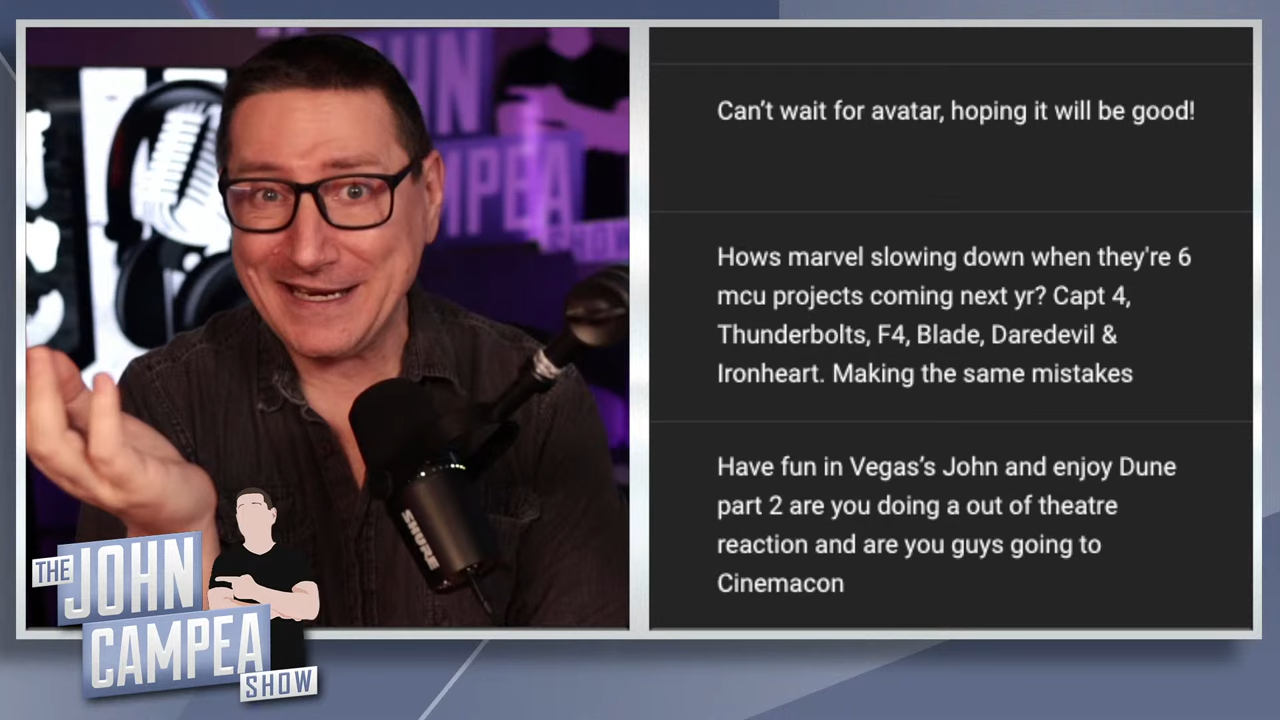 Can't wait for avatar, hoping it will be good!
Hows marvel slowing down when they're 6
mcu projects coming next yr? Capt 4,
Thunderbolts, F4, Blade, Daredevil &
Ironheart. Making the same mistakes
Have fun in Vegas's John and enjoy Dune
part 2 are you doing a out of theatre
reaction and are you guys going to
Cinemacon
SHURE
THE
JOHN
CAMPEA
SHOW